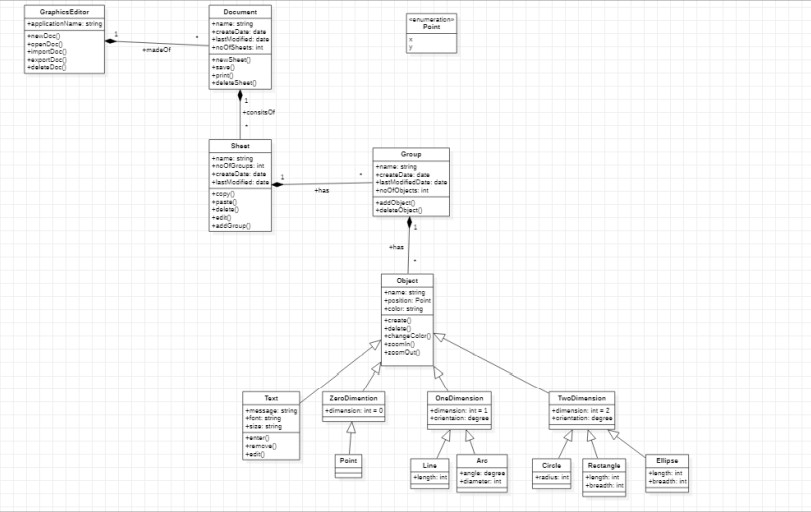 GraphicsEditor
+applicationName: string
+newDoc()
+openDoc()
+importDoc()
+exportDoc()
+deleteDoc()
1
+madeOf
*
Document
+name: string
+createDate: date
+lastModified: date
+noOfSheets: int
+newSheet()
+save()
+print()
+deleteSheet()
<enumeration>
Point
x
y
1
+consitsOf
*
Sheet
+name: string
+noOfGroups: int
+createDate: date
+lastModified: date
+copy()
+paste()
+delete()
+edit()
+addGroup()
1
+has
*
Group
+name: string
+createDate: date
+lastModifiedDate: date
+noOfObjects: int
+addObject()
+deleteObject()
1
+has
*
Object
+name: string
+position: Point
+color: string
+create()
+delete()
+changeColor()
+zoomIn()
+zoomOut()
Text
+message: string
+font: string
+size: string
+enter()
+remove()
+edit()
ZeroDimention
+dimension: int = 0
OneDimension
+dimension: int = 1
+orientaion: degree
TwoDimension
+dimension: int = 2
+orientation: degree
Point
Line
+length: int
Arc
+angle: degree
+diameter: int
Circle
+radius: int
Rectangle
+length: int
+breadth: int
Ellipse
+length: int
+breadth: int